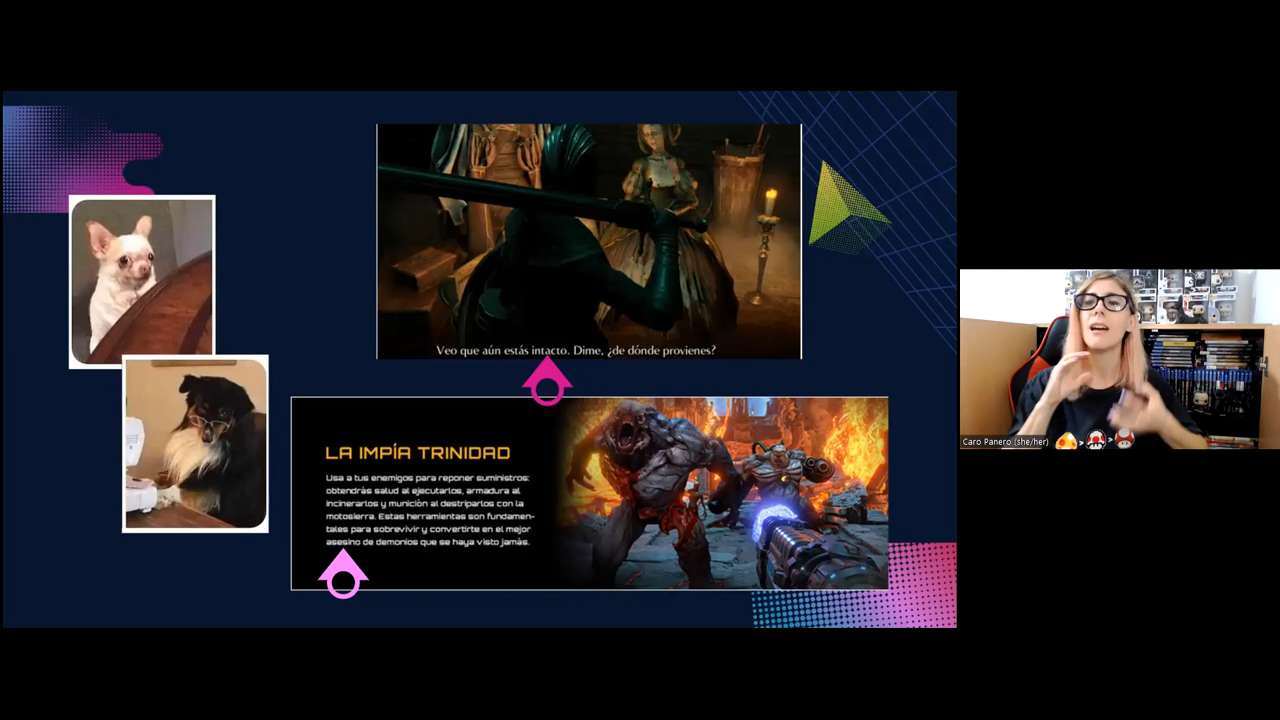 Veo que aún estás intacto. Dime, ¿de dónde provienes?
LA IMPÍA TRINIDAD
Usa a tus enemigos para reponer suministros:
obtendrás salud al ejecutarlos, armadura al
incinerarlos y munición al destriparlos con la
motosierra. Estas herramientas son fundamen-
tales para sobrevivir y convertirte en el mejor
asesino de demonios que se haya visto jamás.
Caro Panero (she/her)
> >